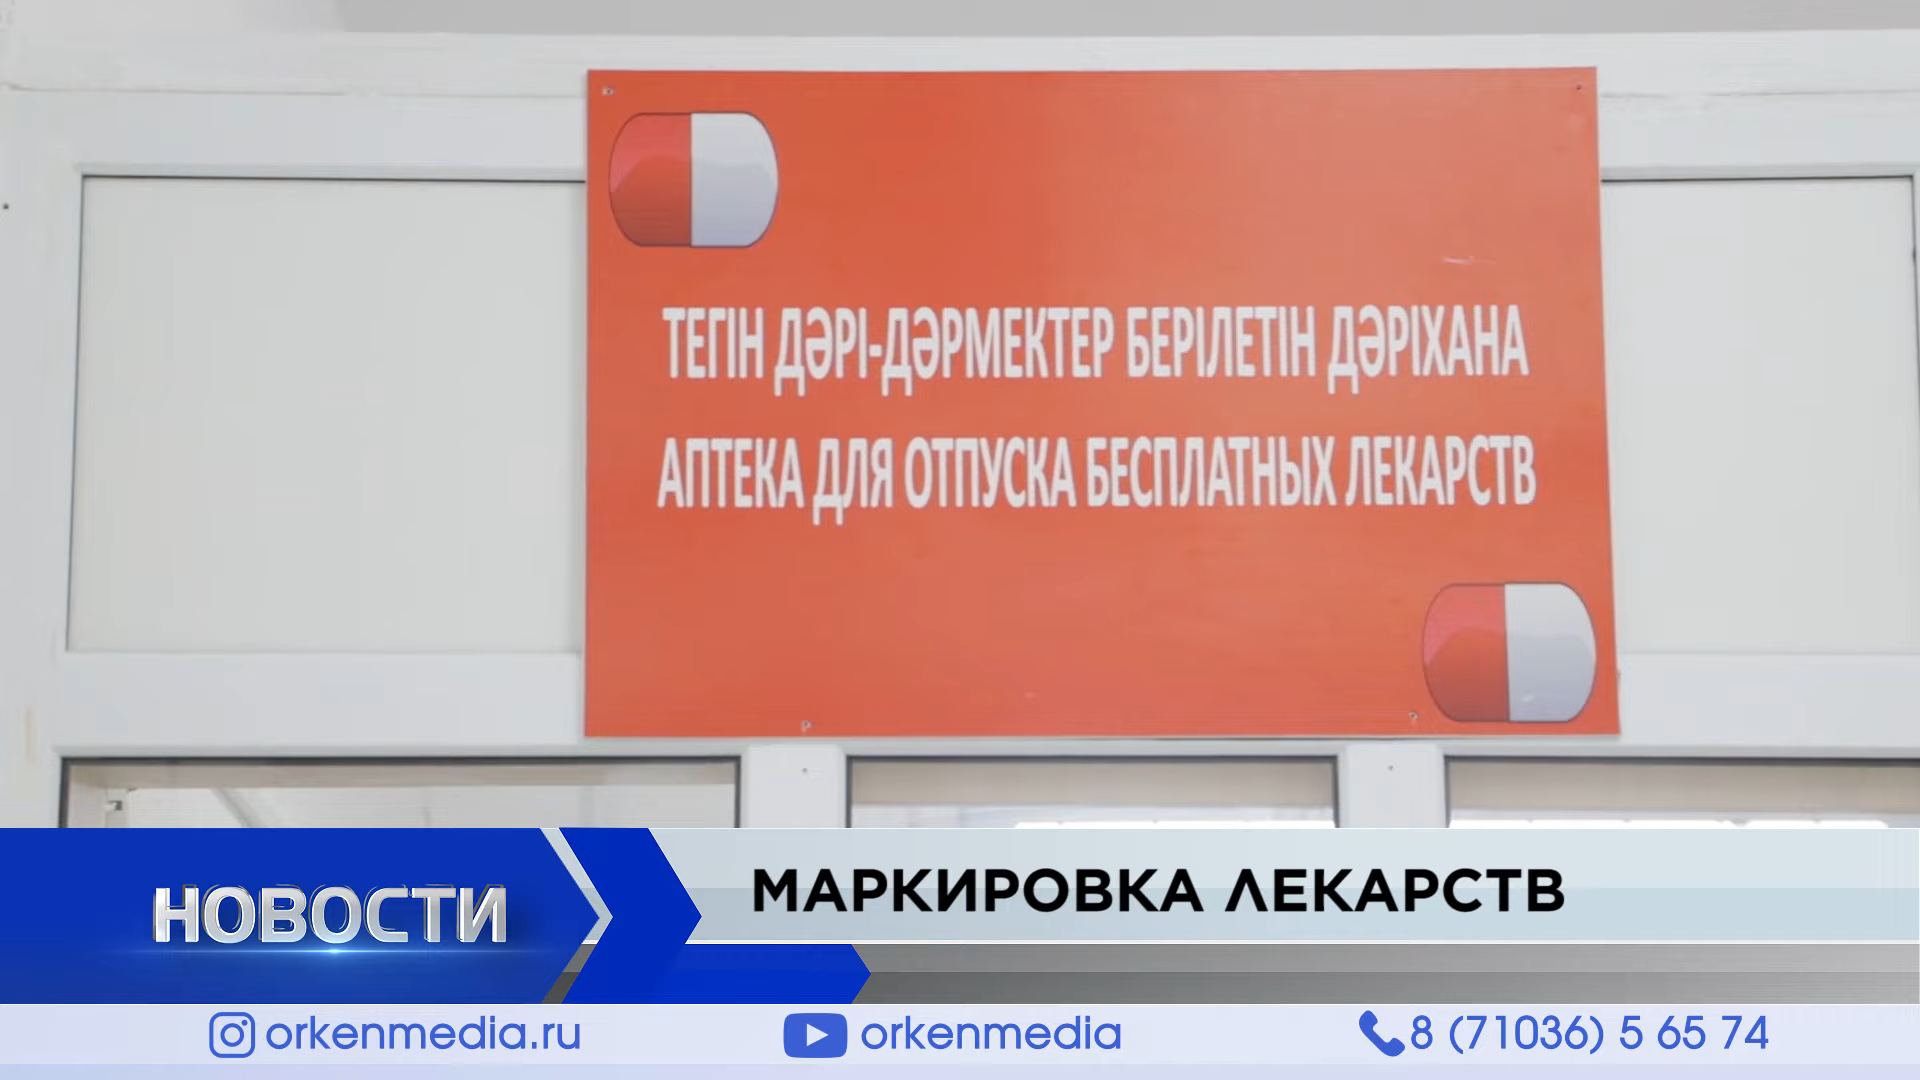 ТЕГІН ДӘРІ-ДӘРМЕКТЕР БЕРІЛЕТІН ДӘРІХАНА
АПТЕКА ДЛЯ ОТПУСКА БЕСПЛАТНЫХ ЛЕКАРСТВ
НОВОСТИ
МАРКИРОВКА ЛЕКАРСТВ
orkenmedia.ru
orkenmedia
8 (71036) 5 65 74